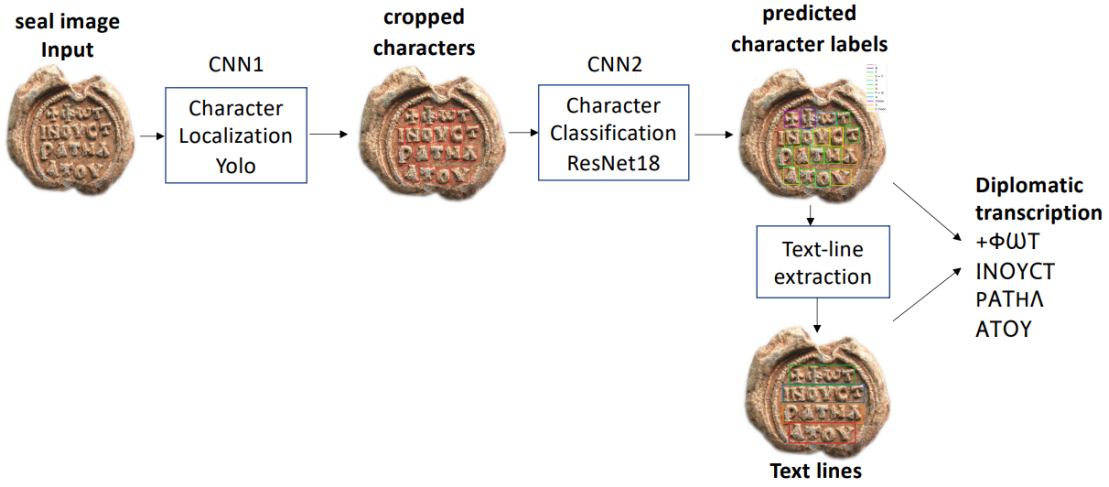 seal image
Input
cropped
characters
predicted
character labels
CNN1
CNN2
Character
Localization
Yolo
Character
Classification
ResNet18
Text-line
extraction
Text lines
Diplomatic
transcription
+ΦѠΤ
ΙΝΟΥϹΤ
ΡΑΤΗΛ
ΑΤΟΥ